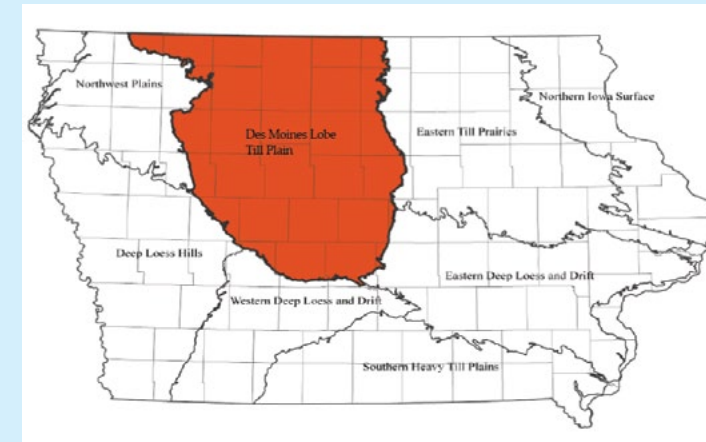 Northwest Plains
Northern Iowa Surface
Des Moines Lobe
Till Plain
Eastern Till Prairies
Deep Loess Hills
Eastern Deep Loess and Drift
Western Deep Loess and Drift
Southern Heavy Till Plains